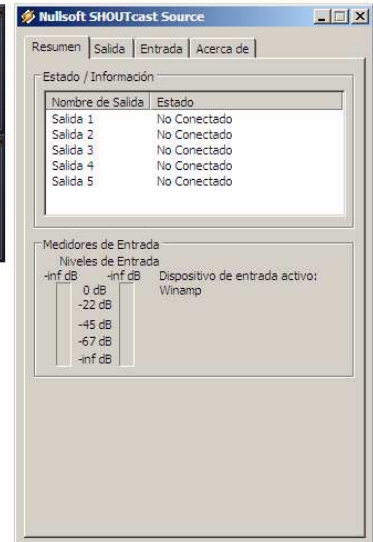 Nullsoft SHOUTcast Source
Resumen Salida Entrada Acerca de
Estado / Información
Nombre de Salida Estado
Salida 1 No Conectado
Salida 2 No Conectado
Salida 3 No Conectado
Salida 4 No Conectado
Salida 5 No Conectado
Medidores de Entrada
Niveles de Entrada
-inf dB -inf dB Dispositivo de entrada activo:
0 dB Winamp
-22 dB
-45 dB
-67 dB
-inf dB